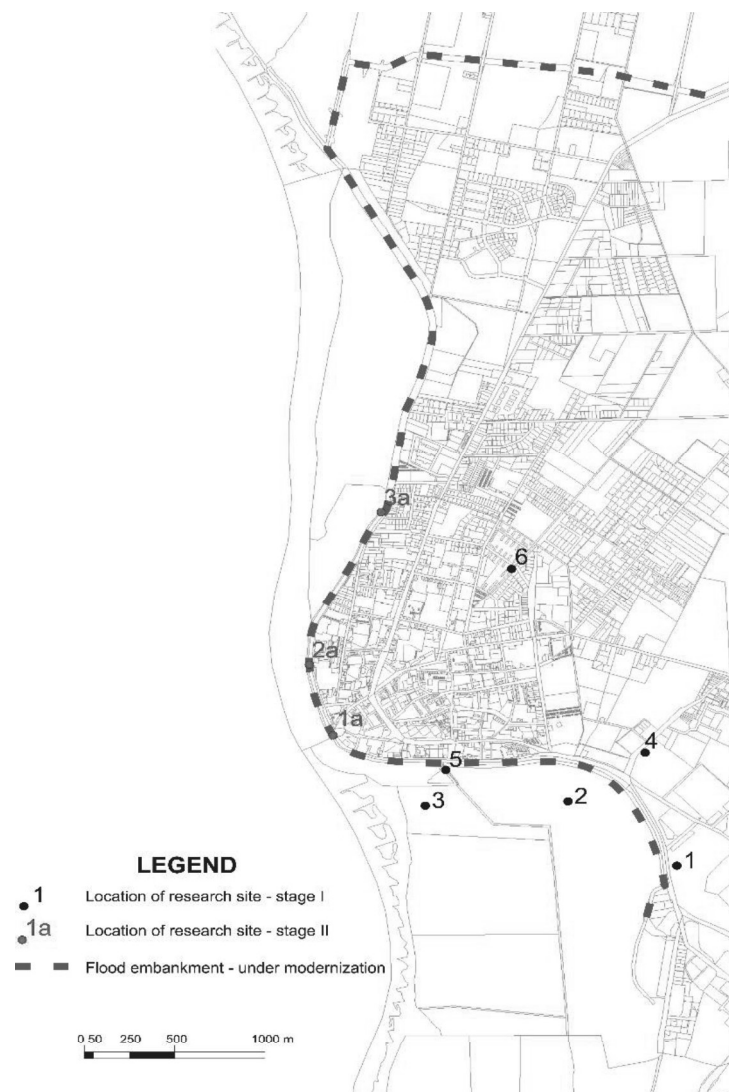 3a
6
2a
1a
4
5
3
2
1
LEGEND
1 Location of research site - stage I
1a Location of research site - stage II
Flood embankment - under modernization
0 50 250 500 1000 m